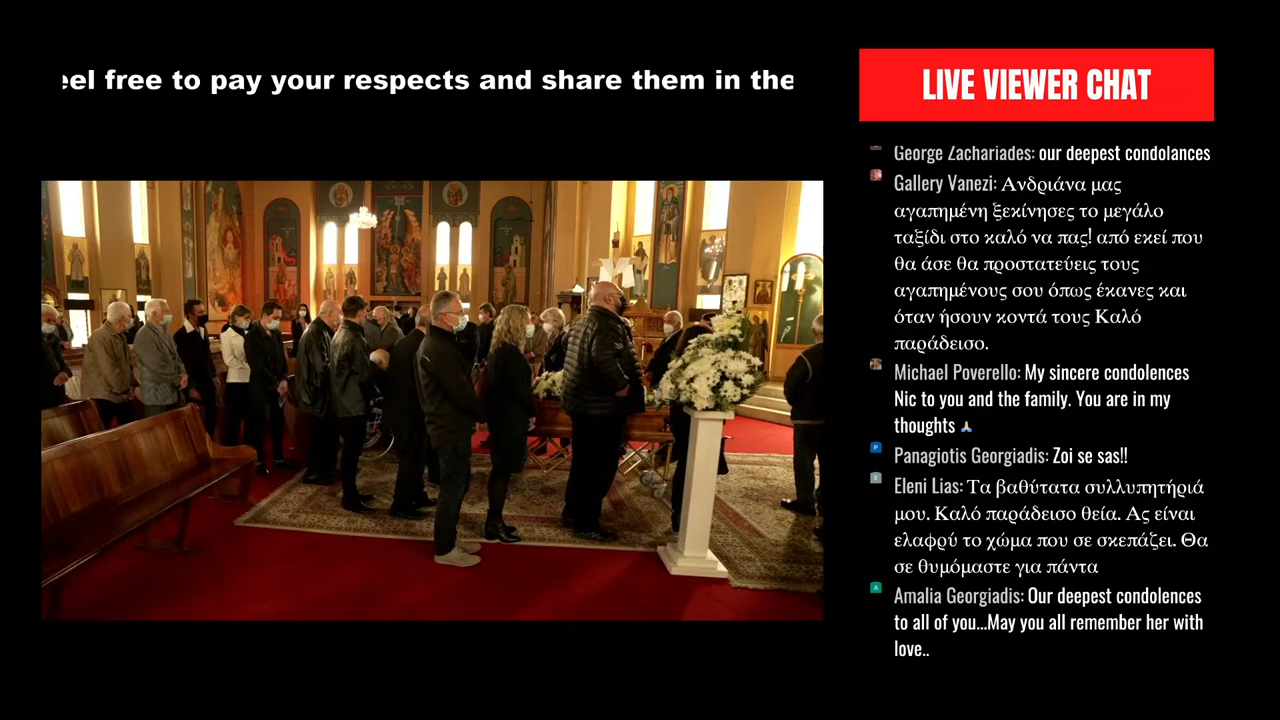 eel free to pay your respects and share them in the
LIVE VIEWER CHAT
George Zachariades: our deepest condolances
Gallery Vanezi: Ανδριάνα μας
αγαπημένη ξεκίνησες το μεγάλο
ταξίδι στο καλό να πας! από εκεί που
θα άσε θα προστατεύεις τους
αγαπημένους σου όπως έκανες και
όταν ήσουν κοντά τους Καλό
παράδεισο.
Michael Poverello: My sincere condolences
Nic to you and the family. You are in my
thoughts 🙏
Panagiotis Georgiadis: Zoi se sas!!
Eleni Lias: Τα βαθύτατα συλλυπητήριά
μου. Καλό παράδεισο θεία. Ας είναι
ελαφρύ το χώμα που σε σκεπάζει. Θα
σε θυμόμαστε για πάντα
Amalia Georgiadis: Our deepest condolences
to all of you...May you all remember her with
love..